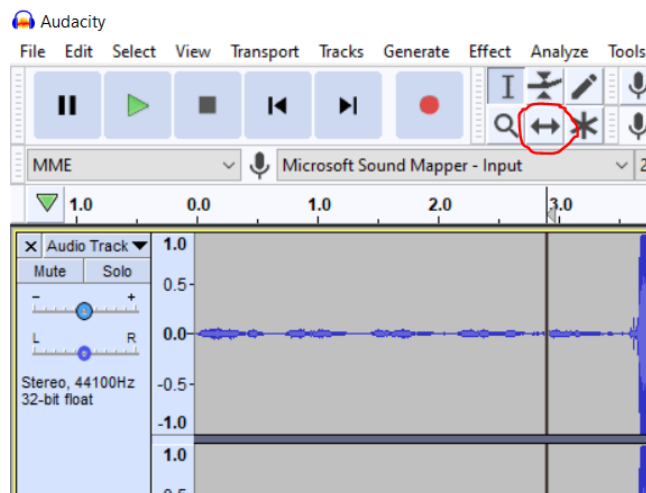 Audacity
File Edit Select View Transport Tracks Generate Effect Analyze Tools
MME Microsoft Sound Mapper - Input 2
1.0 0.0 1.0 2.0 3.0
X Audio Track 1.0
Mute Solo
0.5
- +
L R 0.0
Stereo, 44100Hz -0.5
32-bit float
-1.0
1.0